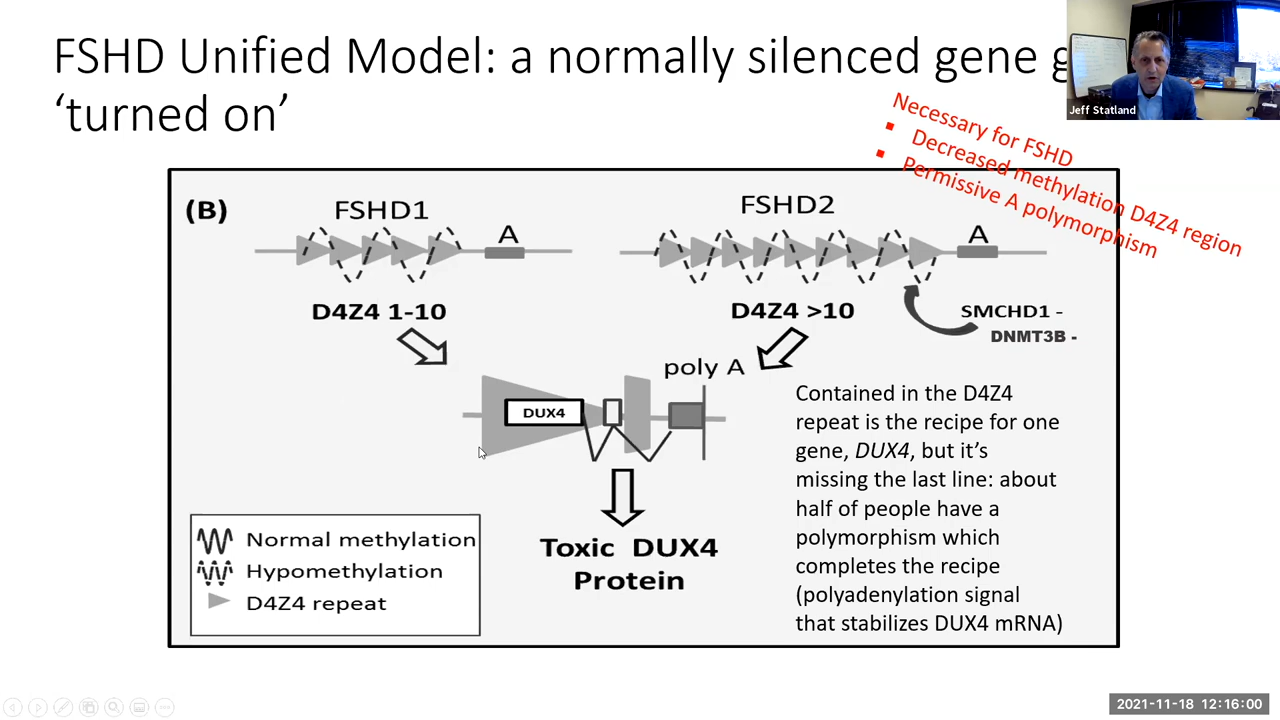 FSHD Unified Model: a normally silenced gene g
‘turned on’
Jeff Statland
Necessary for FSHD
▪ Decreased methylation D4Z4 region
▪ Permissive A polymorphism
(B)
FSHD1
A
D4Z4 1-10
FSHD2
A
D4Z4 >10
SMCHD1 -
DNMT3B -
poly A
DUX4
Toxic DUX4
Protein
Normal methylation
Hypomethylation
D4Z4 repeat
Contained in the D4Z4
repeat is the recipe for one
gene, DUX4, but it’s
missing the last line: about
half of people have a
polymorphism which
completes the recipe
(polyadenylation signal
that stabilizes DUX4 mRNA)
2021-11-18 12:16:00